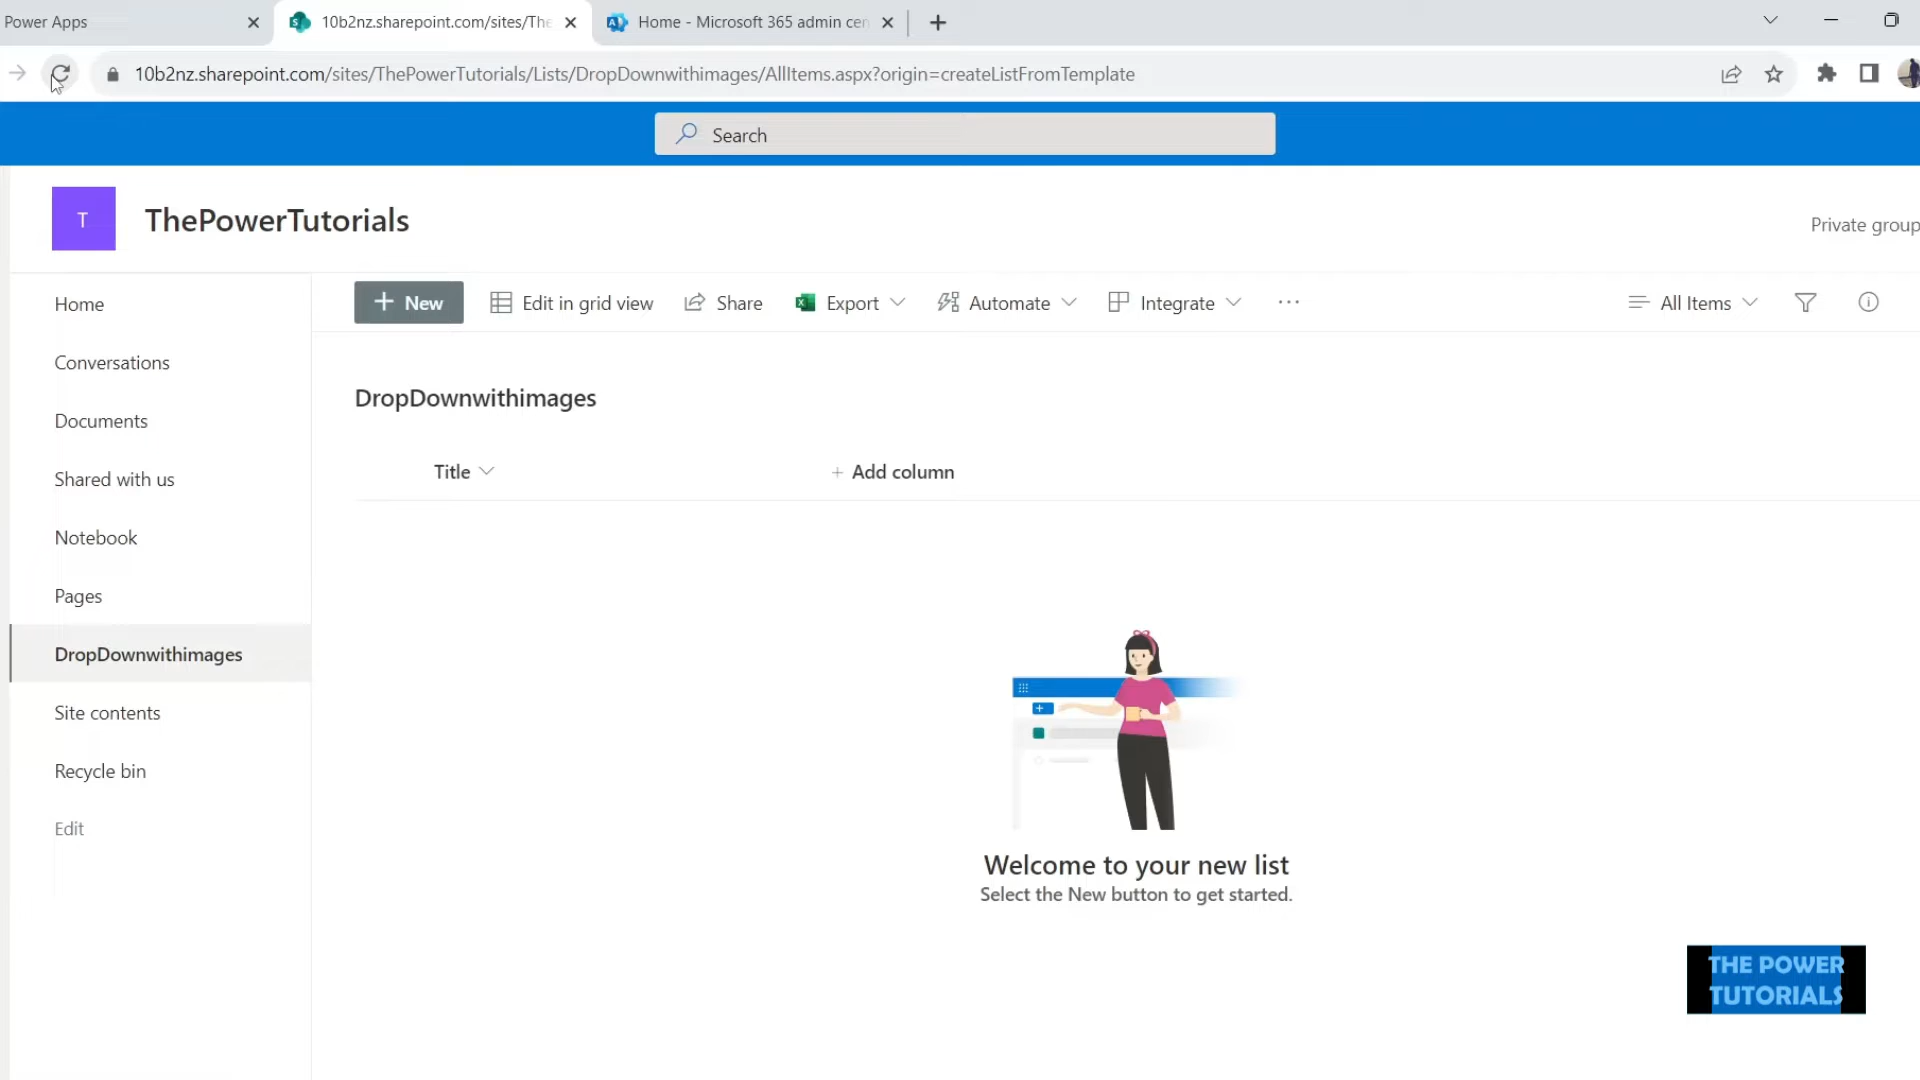 Power Apps
10b2nz.sharepoint.com/sites/The
Home - Microsoft 365 admin cen
10b2nz.sharepoint.com/sites/ThePowerTutorials/Lists/DropDownwithimages/AllItems.aspx?origin=createListFromTemplate
Search
T
ThePowerTutorials
Private group
Home
Conversations
Documents
Shared with us
Notebook
Pages
DropDownwithimages
Site contents
Recycle bin
Edit
New
Edit in grid view
Share
Export
Automate
Integrate
All Items
DropDownwithimages
Title
+ Add column
Welcome to your new list
Select the New button to get started.
THE POWER
TUTORIALS